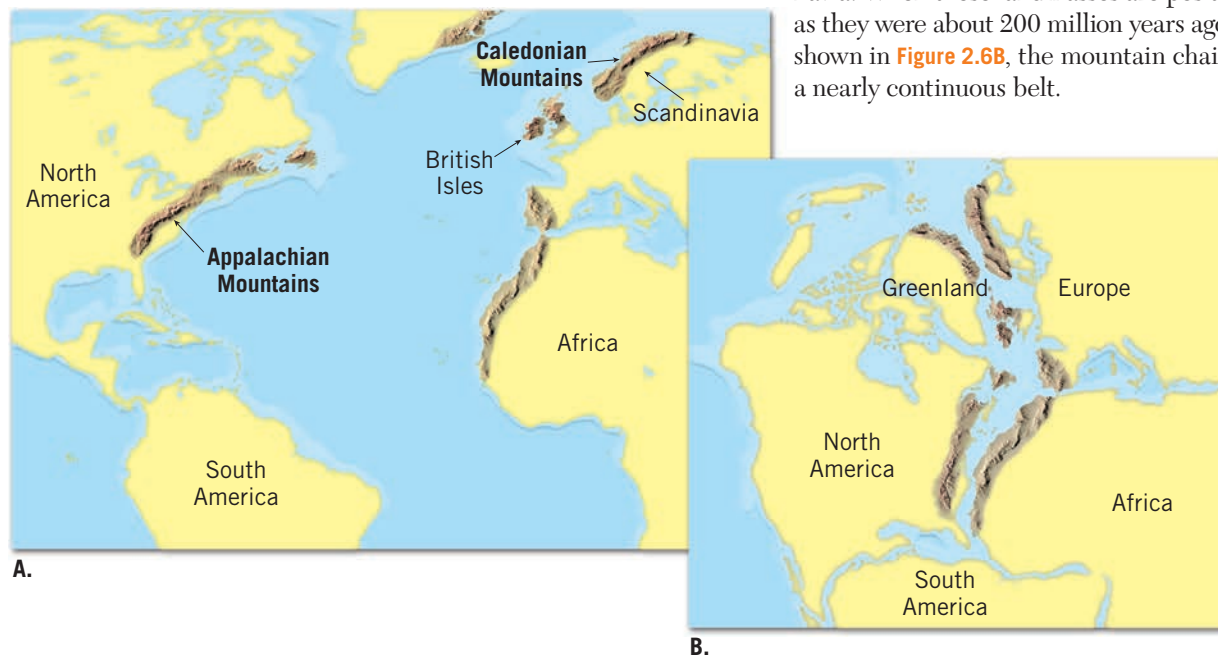 as they were about 200 million years ago
shown in Figure 2.6B, the mountain chai
a nearly continuous belt.
Caledonian
Mountains
Scandinavia
British
Isles
North
America
Appalachian
Mountains
Africa
South
America
A.
Greenland
Europe
North
America
Africa
South
America
B.